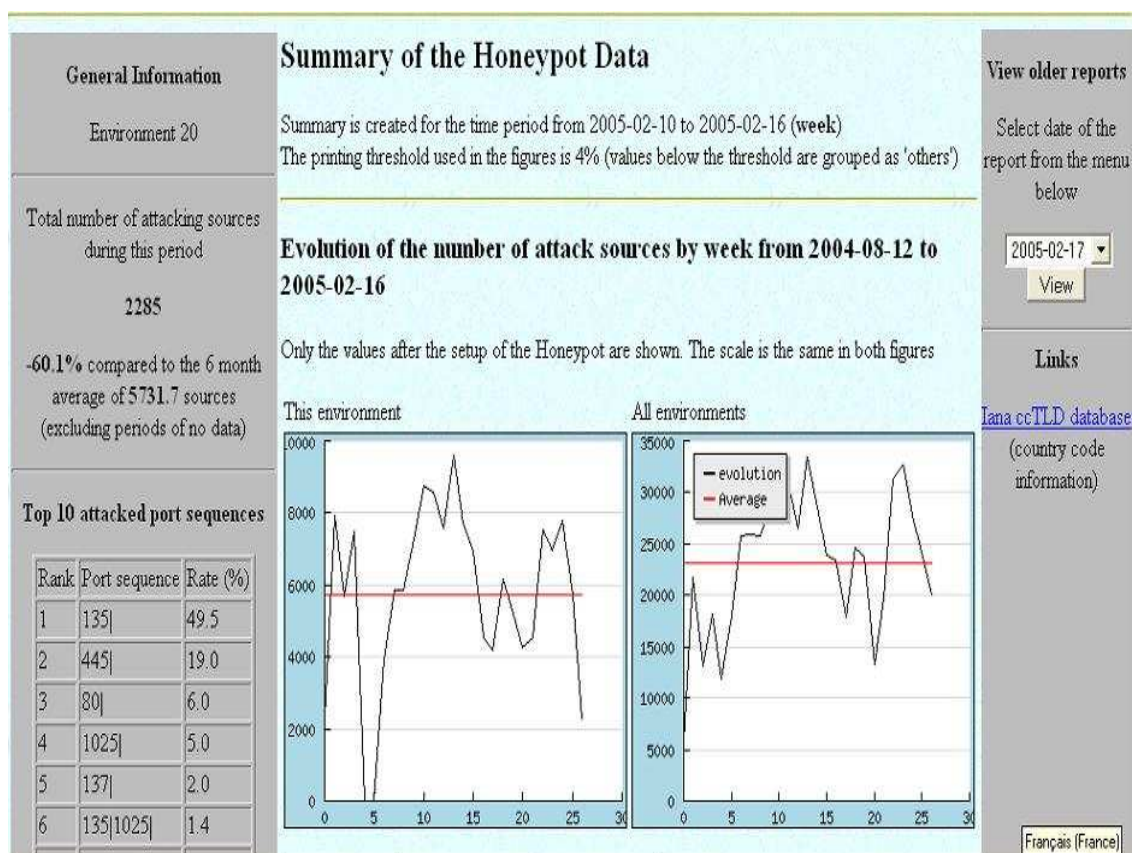 General Information
Environment 20
Total number of attacking sources
during this period
2285
-60.1% compared to the 6 month
average of 5731.7 sources
(excluding periods of no data)
Top 10 attacked port sequences
Rank Port sequence Rate (%)
1 135| 49.5
2 445| 19.0
3 80| 6.0
4 1025| 5.0
5 137| 2.0
6 135|1025| 1.4
Summary of the Honeypot Data
Summary is created for the time period from 2005-02-10 to 2005-02-16 (week)
The printing threshold used in the figures is 4% (values below the threshold are grouped as 'others')
Evolution of the number of attack sources by week from 2004-08-12 to
2005-02-16
Only the values after the setup of the Honeypot are shown. The scale is the same in both figures
This environment
10000
8000
6000
4000
2000
0
0 5 10 15 20 25 30
All environments
35000
30000
25000
20000
15000
10000
5000
0
evolution
Average
0 5 10 15 20 25 30
View older reports
Select date of the
report from the menu
below
2005-02-17
View
Links
Iana ccTLD database
(country code
information)
Français (France)